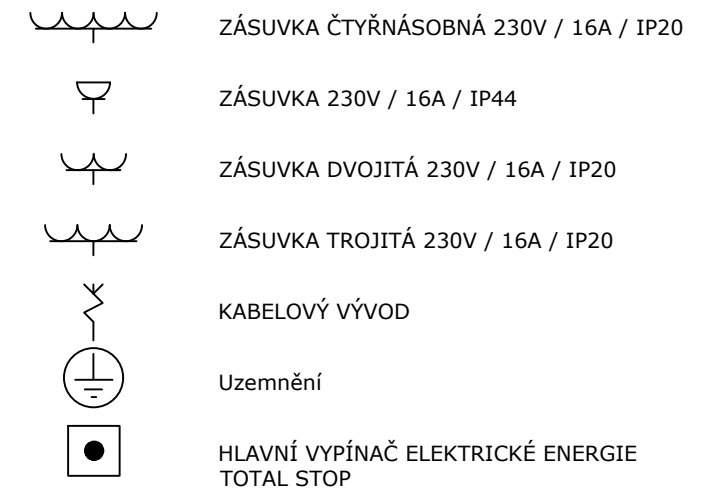 ZÁSUVKA ČTYŘNÁSOBNÁ 230V / 16A / IP20
ZÁSUVKA 230V / 16A / IP44
ZÁSUVKA DVOJITÁ 230V / 16A / IP20
ZÁSUVKA TROJITÁ 230V / 16A / IP20
KABELOVÝ VÝVOD
Uzemnění
HLAVNÍ VYPÍNAČ ELEKTRICKÉ ENERGIE
TOTAL STOP